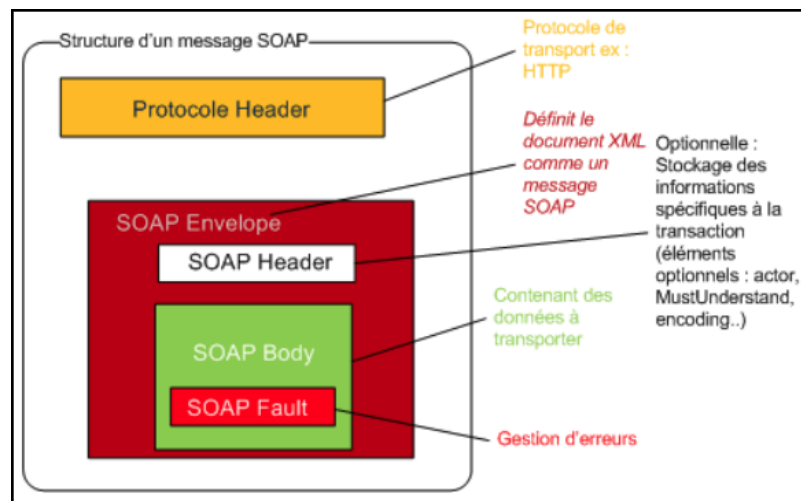 Structure d'un message SOAP
Protocole Header
SOAP Envelope
SOAP Header
SOAP Body
SOAP Fault
Protocole de
transport ex :
HTTP
Définit le
document XML
comme un
message
SOAP
Optionnelle :
Stockage des
informations
spécifiques à la
transaction
(éléments
optionnels : actor,
MustUnderstand,
encoding..)
Contenant des
données à
transporter
Gestion d'erreurs